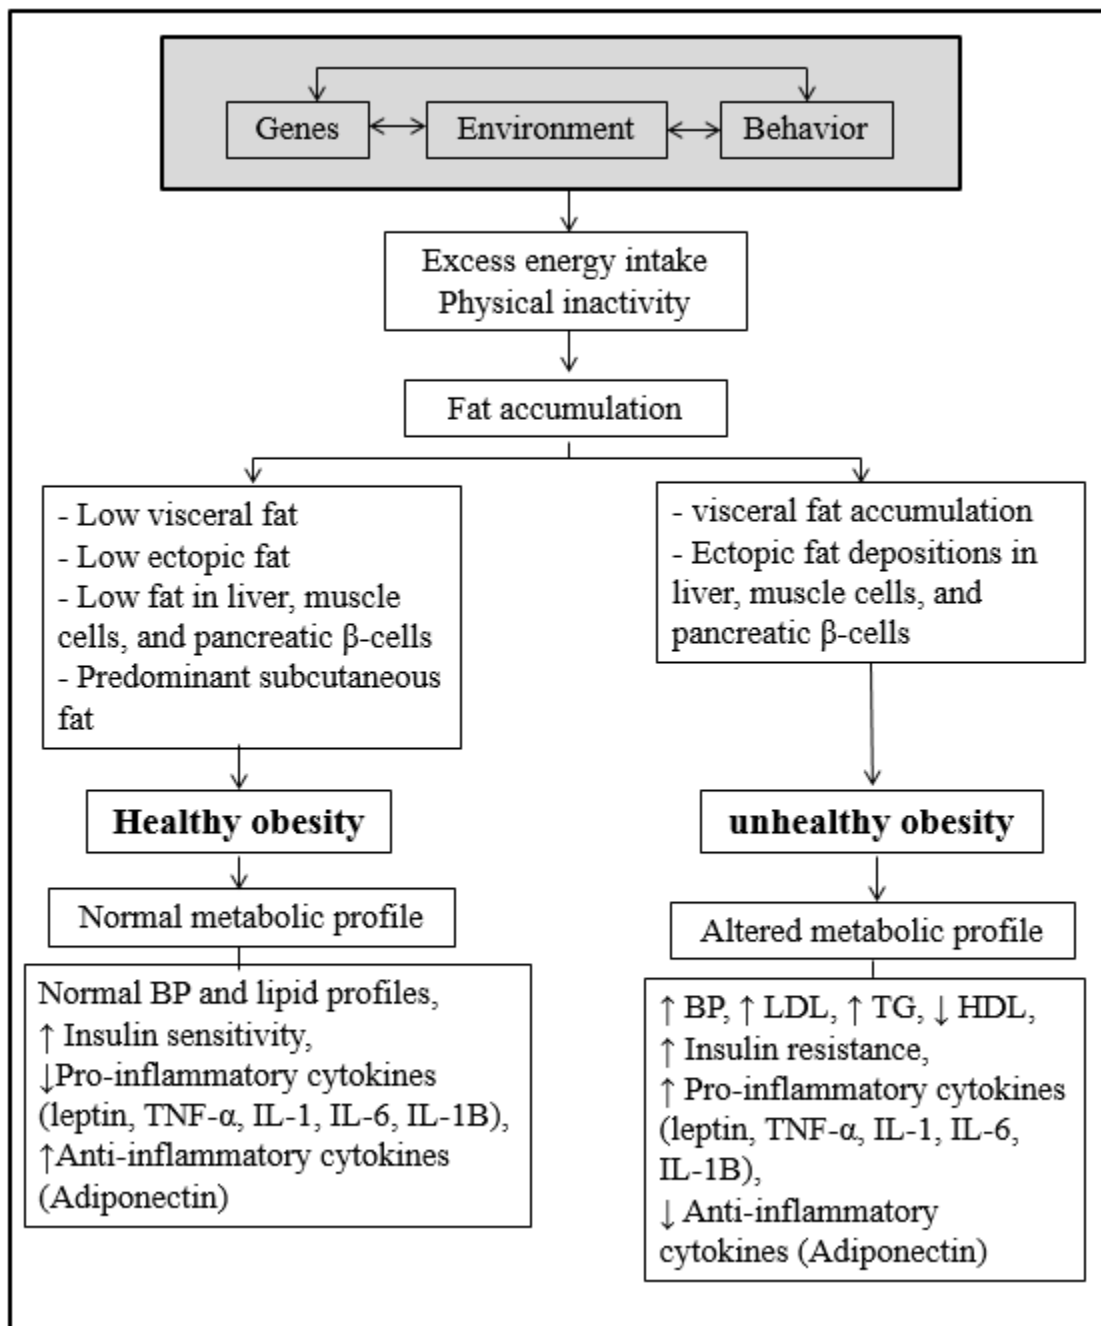 Genes
Environment
Behavior
Excess energy intake
Physical inactivity
Fat accumulation
- Low visceral fat
- Low ectopic fat
- Low fat in liver, muscle
cells, and pancreatic β-cells
- Predominant subcutaneous
fat
- visceral fat accumulation
- Ectopic fat depositions in
liver, muscle cells, and
pancreatic β-cells
Healthy obesity
unhealthy obesity
Normal metabolic profile
Altered metabolic profile
Normal BP and lipid profiles,
↑ Insulin sensitivity,
↓Pro-inflammatory cytokines
(leptin, TNF-α, IL-1, IL-6, IL-1B),
↑Anti-inflammatory cytokines
(Adiponectin)
↑ BP, ↑ LDL, ↑ TG, ↓ HDL,
↑ Insulin resistance,
↑ Pro-inflammatory cytokines
(leptin, TNF-α, IL-1, IL-6,
IL-1B),
↓ Anti-inflammatory
cytokines (Adiponectin)